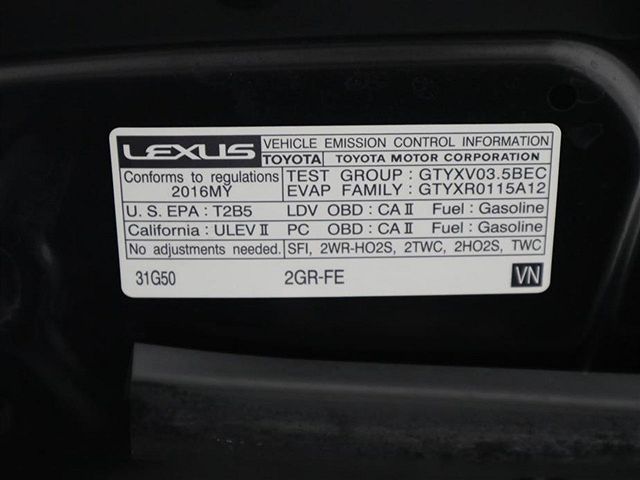 LEXUS VEHICLE EMISSION CONTROL INFORMATION
TOYOTA TOYOTA MOTOR CORPORATION
Conforms to regulations TEST GROUP : GTYXV03.5BEC
2016MY EVAP FAMILY : GTYXR0115A12
U. S. EPA : T2B5 LDV OBD : CA II Fuel : Gasoline
California : ULEV II PC OBD : CA II Fuel : Gasoline
No adjustments needed. SFI, 2WR-HO2S, 2TWC, 2HO2S, TWC
31G50 2GR-FE VN